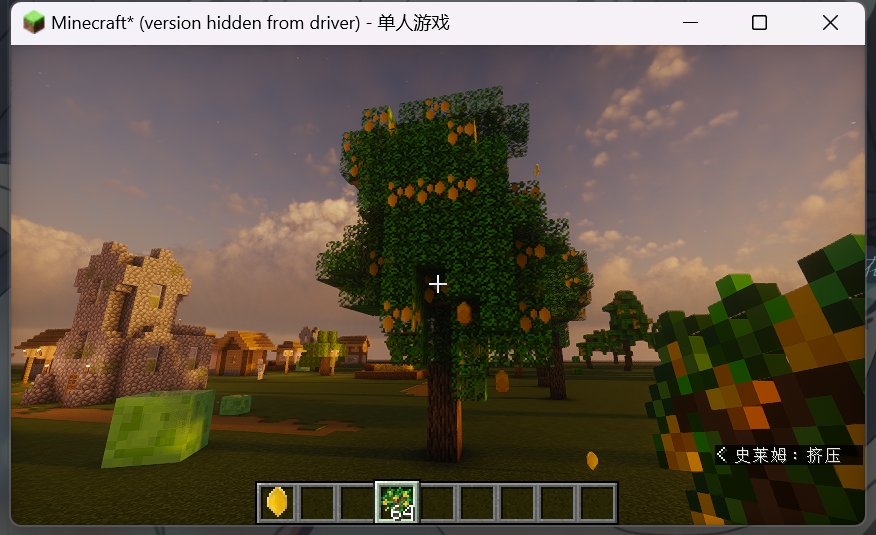 Minecraft* (version hidden from driver) - 单人游戏
< 史莱姆：挤压
64